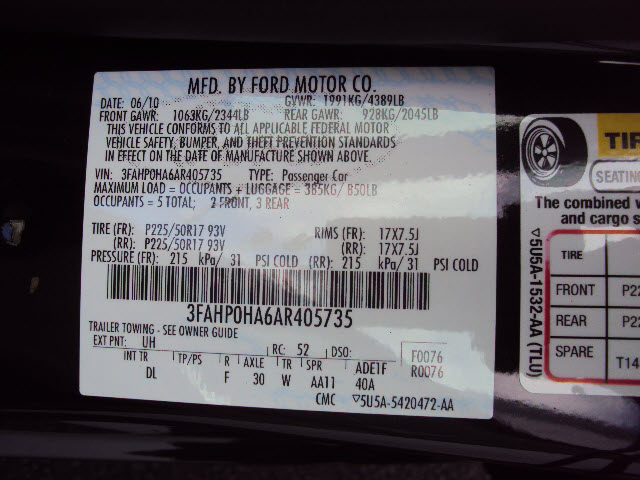 MFD. BY FORD MOTOR CO.
DATE: 06/10 GVWR: 1991KG/4389LB
FRONT GAWR: 1063KG/2344LB REAR GAWR: 928KG/2045LB
THIS VEHICLE CONFORMS TO ALL APPLICABLE FEDERAL MOTOR
VEHICLE SAFETY, BUMPER, AND THEFT PREVENTION STANDARDS
IN EFFECT ON THE DATE OF MANUFACTURE SHOWN ABOVE.
VIN: 3FAHP0HA6AR405735 TYPE: Passenger Car
MAXIMUM LOAD = OCCUPANTS + LUGGAGE = 385KG/ 850LB
OCCUPANTS = 5 TOTAL; 2 FRONT, 3 REAR
TIRE (FR): P225/50R17 93V RIMS (FR): 17X7.5J
(RR): P225/50R17 93V (RR): 17X7.5J
PRESSURE (FR): 215 kPa/ 31 PSI COLD (RR): 215 kPa/ 31 PSI COLD
3FAHP0HA6AR405735
TRAILER TOWING - SEE OWNER GUIDE
EXT PNT: UH RC: 52 DSO: F0076
R0076
INT TR TP/PS R AXLE TR SPR ADE1F
DL F 30 W AA11 40A
CMC ▽5U5A-5420472-AA
▽5U5A-1532-AA (TLU)
SEATING
The combined
and cargo
TIRE
FRONT
REAR
SPARE